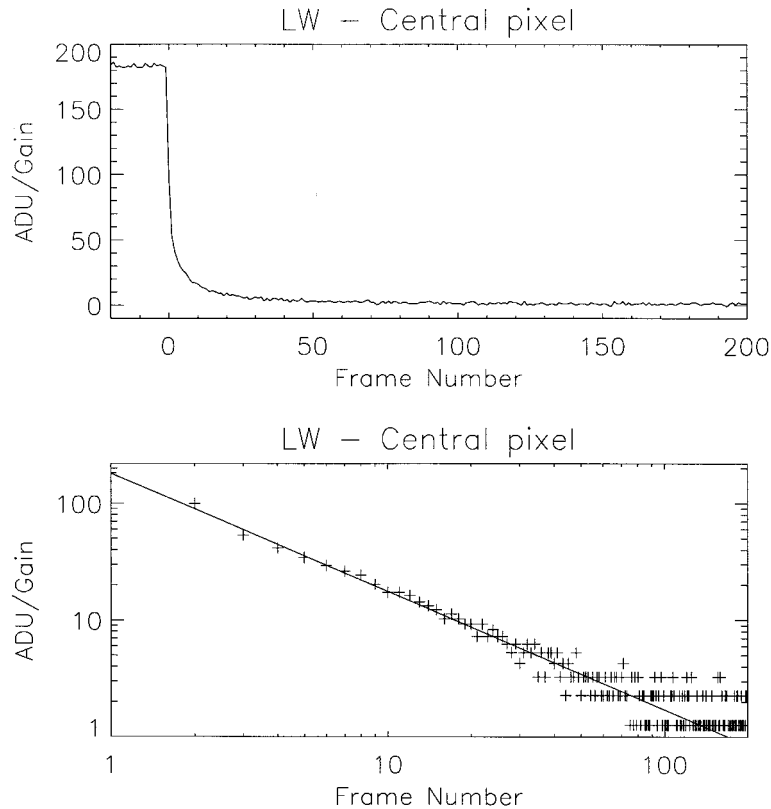 LW – Central pixel
200
150
100
50
0
ADU/Gain
0 50 100 150 200
Frame Number
LW – Central pixel
100
10
1
ADU/Gain
1 10 100
Frame Number